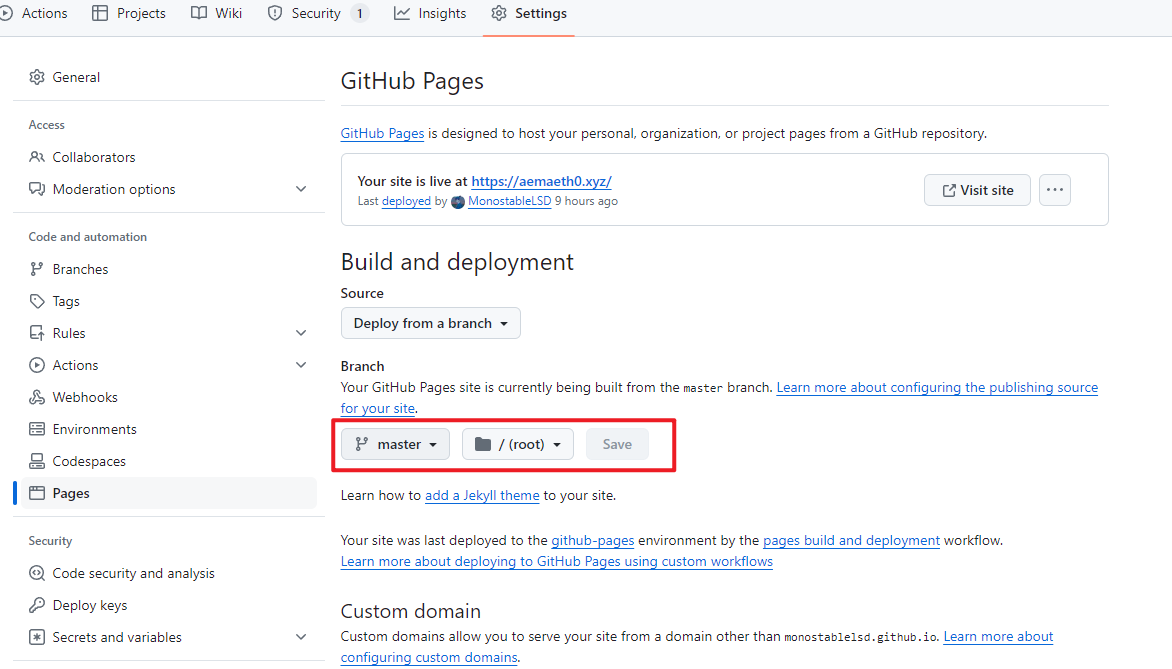 Actions Projects Wiki Security 1 Insights Settings
General
Access
Collaborators
Moderation options
Code and automation
Branches
Tags
Rules
Actions
Webhooks
Environments
Codespaces
Pages
Security
Code security and analysis
Deploy keys
Secrets and variables
GitHub Pages
GitHub Pages is designed to host your personal, organization, or project pages from a GitHub repository.
Your site is live at https://aemaeth0.xyz/
Last deployed by MonostableLSD 9 hours ago
Visit site
Build and deployment
Source
Deploy from a branch
Branch
Your GitHub Pages site is currently being built from the master branch. Learn more about configuring the publishing source
for your site.
master / (root) Save
Learn how to add a Jekyll theme to your site.
Your site was last deployed to the github-pages environment by the pages build and deployment workflow.
Learn more about deploying to GitHub Pages using custom workflows
Custom domain
Custom domains allow you to serve your site from a domain other than monostablelsd.github.io. Learn more about
configuring custom domains.